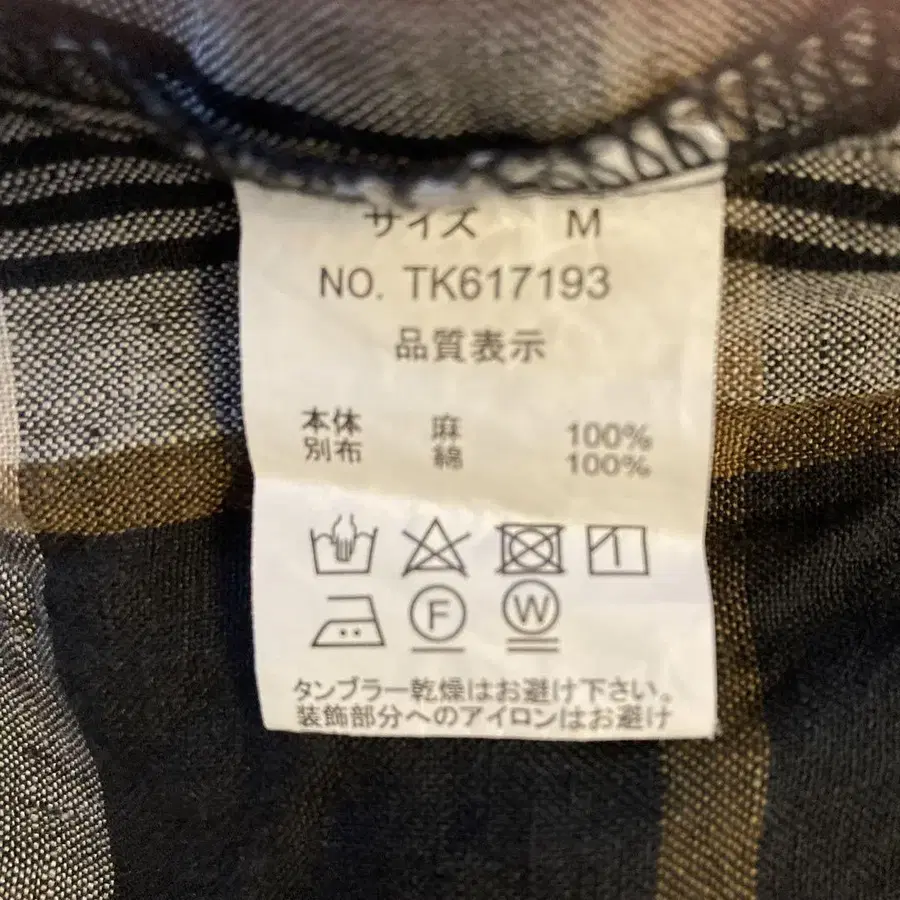 サイズ M
NO. TK617193
品質表示
本体 麻 100%
別布 綿 100%
F W
タンブラー乾燥はお避け下さい。
装飾部分へのアイロンはお避け